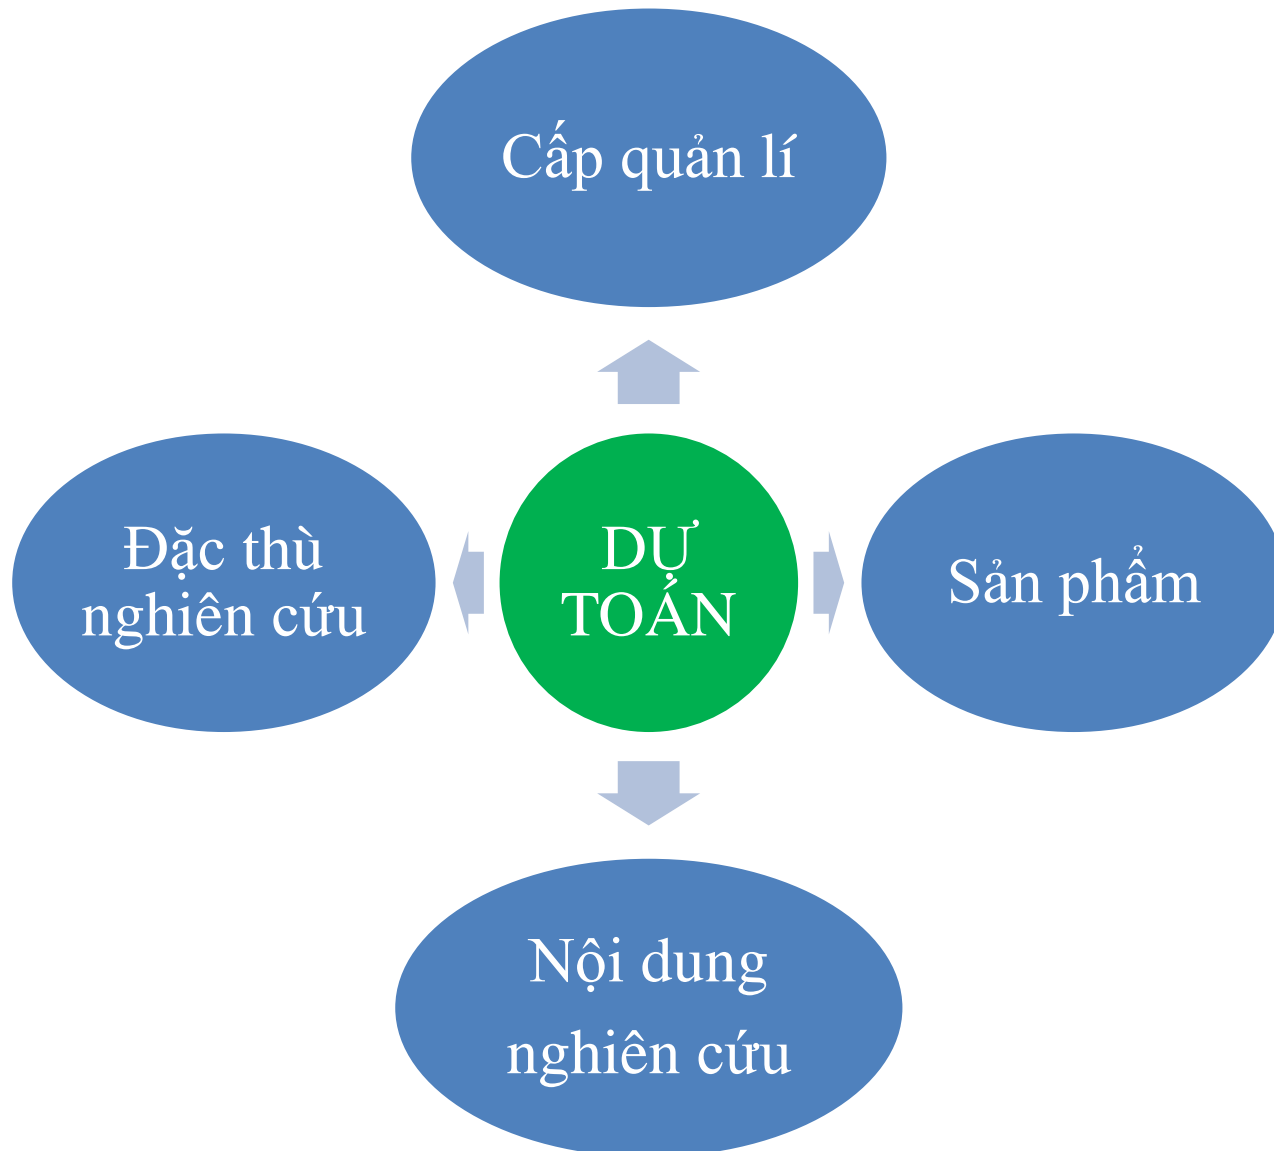 Cấp quản lí
Đặc thù
nghiên cứu
DỰ
TOÁN
Sản phẩm
Nội dung
nghiên cứu